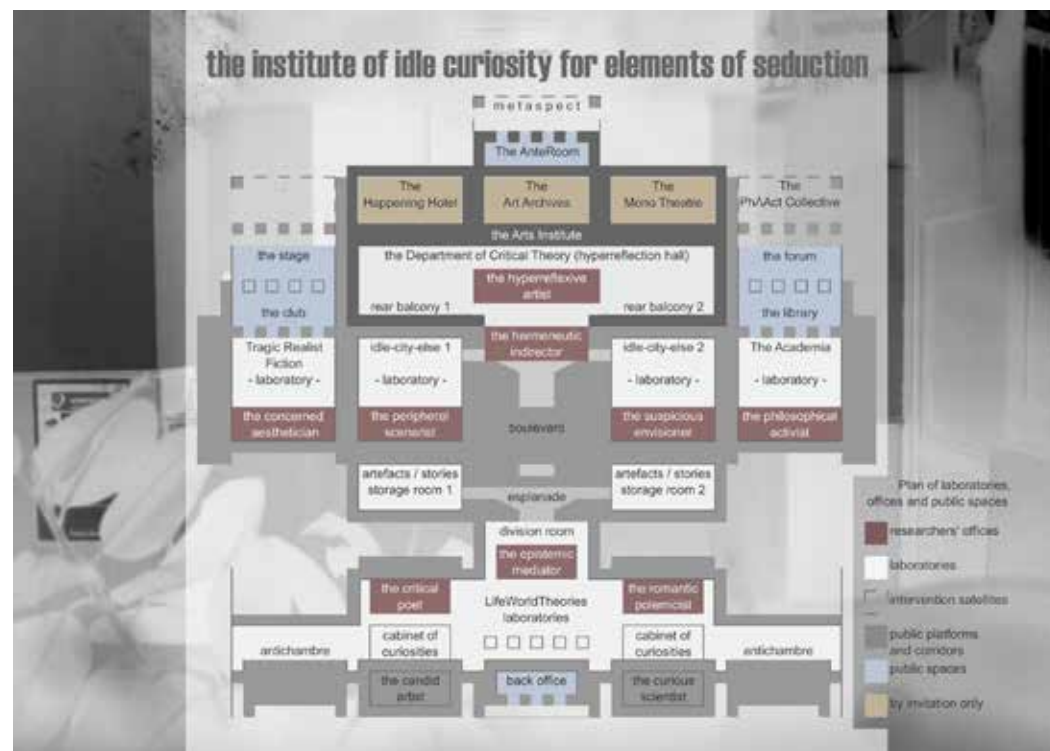 the institute of idle curiosity for elements of seduction
metaspect
The AnteRoom
The
Happening Hotel
The
Art Archives
The
Mono Theatre
The
Ph/\Act Collective
the Arts Institute
the stage
the Department of Critical Theory (hyperreflection hall)
the forum
the hyperreflexive
artist
the club
rear balcony 1
rear balcony 2
the library
the hermeneutic
indirector
Tragic Realist
Fiction
- laboratory -
idle-city-else 1
- laboratory -
idle-city-else 2
- laboratory -
The Academia
- laboratory -
the concerned
aesthetician
the peripheral
scenarist
boulevard
the suspicious
envisioner
the philosophical
activist
artefacts / stories
storage room 1
esplanade
artefacts / stories
storage room 2
division room
the epistemic
mediator
the critical
poet
LifeWorldTheories
laboratories
the romantic
polemicist
antichambre
cabinet of
curiosities
cabinet of
curiosities
antichambre
the candid
artist
back office
the curious
scientist
Plan of laboratories,
offices and public spaces
researchers' offices
laboratories
intervention satellites
public platforms
and corridors
public spaces
by invitation only